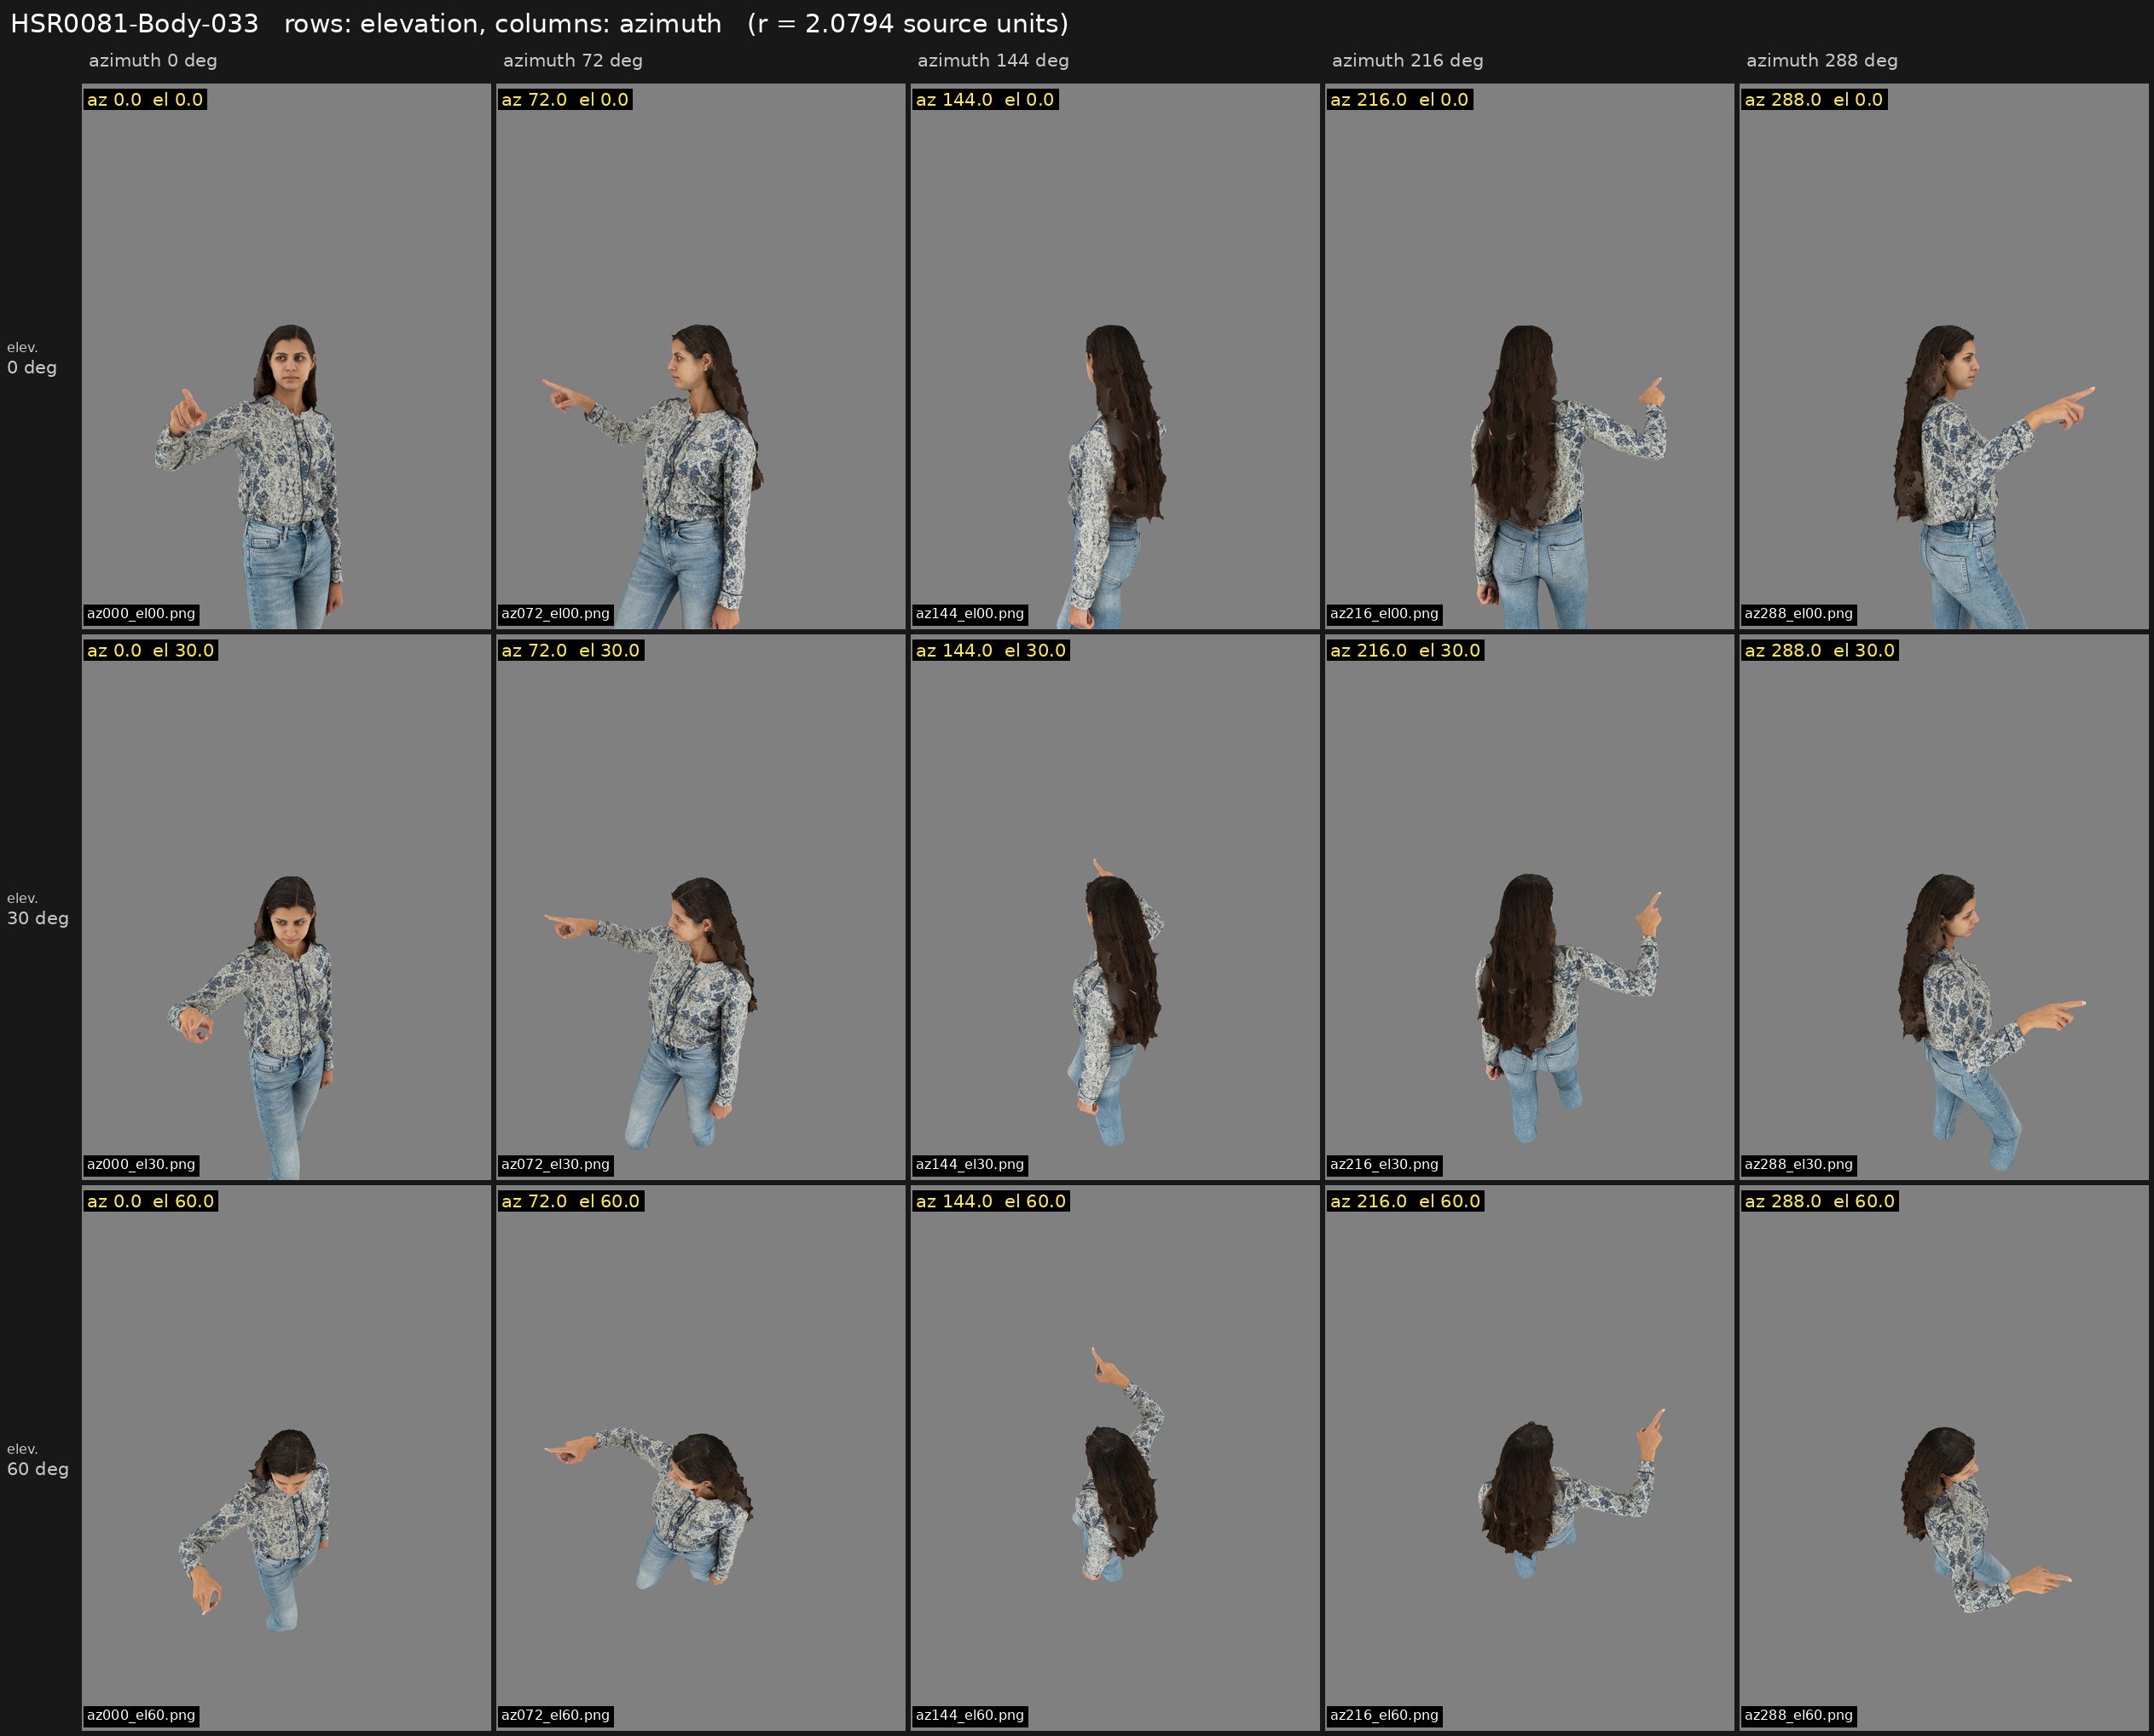 HSR0081-Body-033 rows: elevation, columns: azimuth (r = 2.0794 source units)
azimuth 0 deg azimuth 72 deg azimuth 144 deg azimuth 216 deg azimuth 288 deg
az 0.0 el 0.0 az 72.0 el 0.0 az 144.0 el 0.0 az 216.0 el 0.0 az 288.0 el 0.0
elev.
0 deg
az000_el00.png az072_el00.png az144_el00.png az216_el00.png az288_el00.png
az 0.0 el 30.0 az 72.0 el 30.0 az 144.0 el 30.0 az 216.0 el 30.0 az 288.0 el 30.0
elev.
30 deg
az000_el30.png az072_el30.png az144_el30.png az216_el30.png az288_el30.png
az 0.0 el 60.0 az 72.0 el 60.0 az 144.0 el 60.0 az 216.0 el 60.0 az 288.0 el 60.0
elev.
60 deg
az000_el60.png az072_el60.png az144_el60.png az216_el60.png az288_el60.png